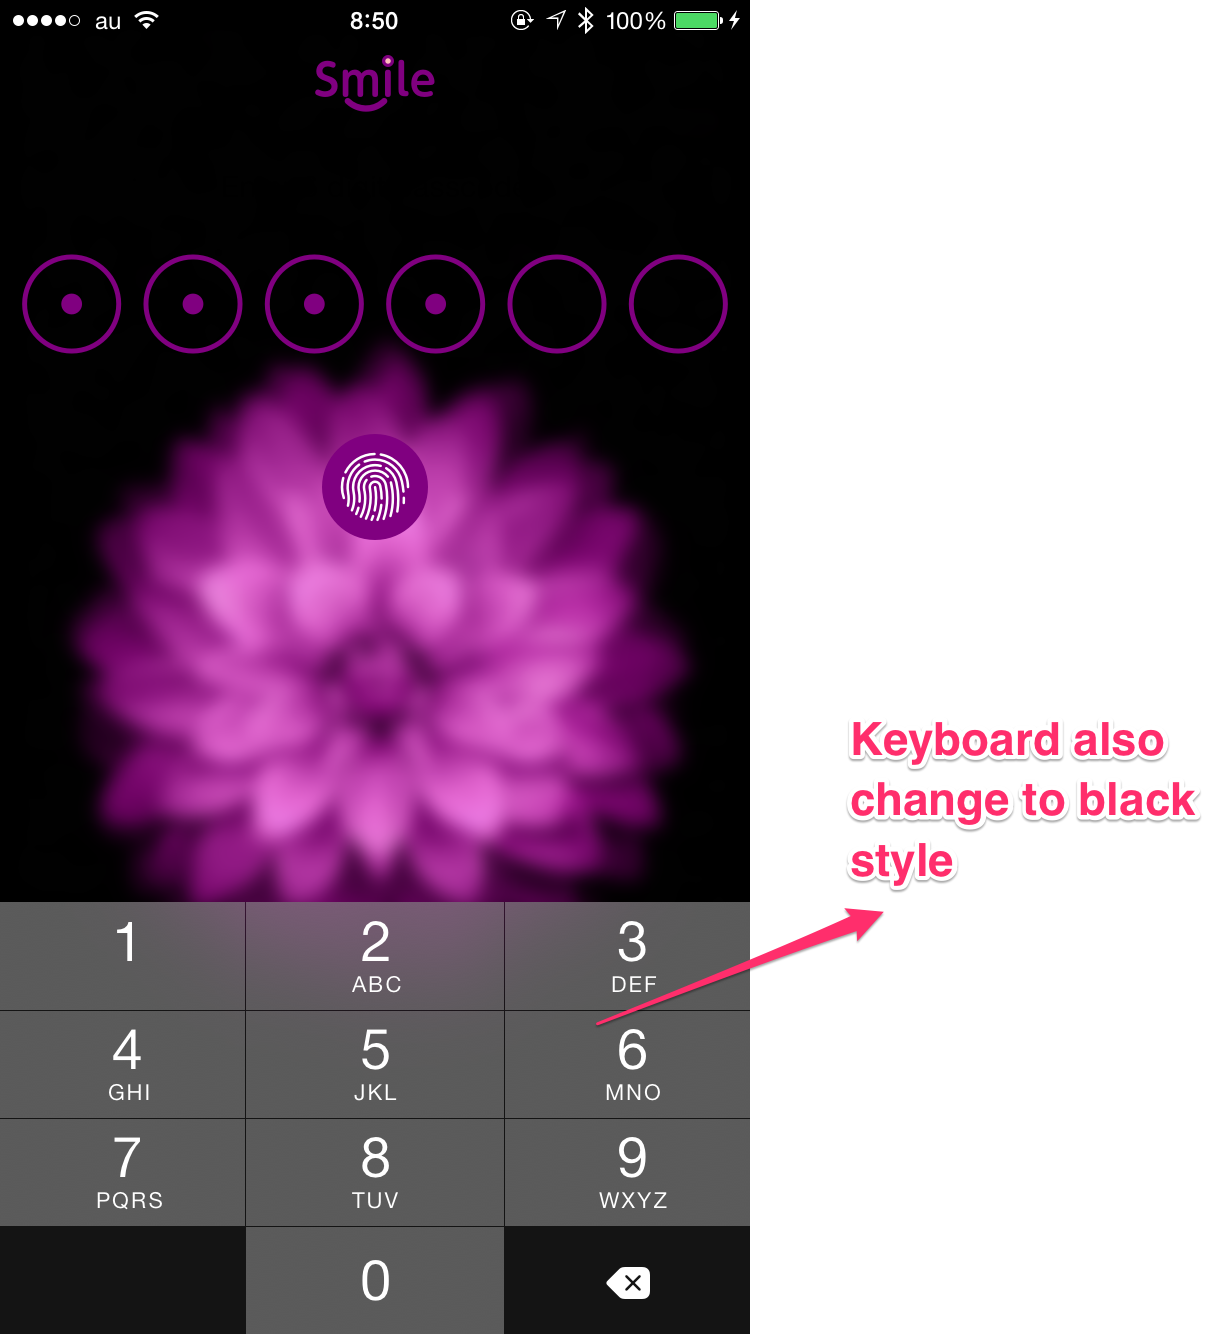 au 8:50 100%
Smile
1
2
ABC
3
DEF
4
GHI
5
JKL
6
MNO
7
PQRS
8
TUV
9
WXYZ
0
Keyboard also
change to black
style